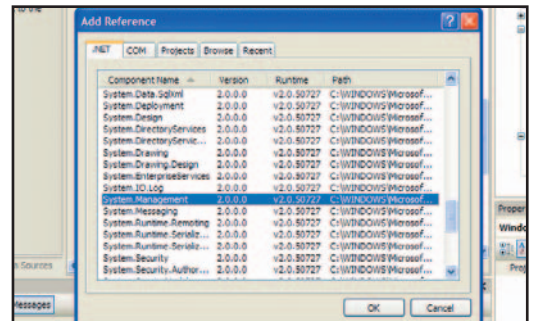 to the
Add Reference
.NET COM Projects Browse Recent
Component Name Version Runtime Path
System.Data.SqlXml 2.0.0.0 v2.0.50727 C:\WINDOWS\Microsof...
System.Deployment 2.0.0.0 v2.0.50727 C:\WINDOWS\Microsof...
System.Design 2.0.0.0 v2.0.50727 C:\WINDOWS\Microsof...
System.DirectoryServices 2.0.0.0 v2.0.50727 C:\WINDOWS\Microsof...
System.DirectoryServic... 2.0.0.0 v2.0.50727 C:\WINDOWS\Microsof...
System.Drawing 2.0.0.0 v2.0.50727 C:\WINDOWS\Microsof...
System.Drawing.Design 2.0.0.0 v2.0.50727 C:\WINDOWS\Microsof...
System.EnterpriseServices 2.0.0.0 v2.0.50727 C:\WINDOWS\Microsof...
System.IO.Log 2.0.0.0 v2.0.50727 C:\WINDOWS\Microsof...
System.Management 2.0.0.0 v2.0.50727 C:\WINDOWS\Microsof...
System.Messaging 2.0.0.0 v2.0.50727 C:\WINDOWS\Microsof...
System.Runtime.Remoting 2.0.0.0 v2.0.50727 C:\WINDOWS\Microsof...
System.Runtime.Serializ... 2.0.0.0 v2.0.50727 C:\WINDOWS\Microsof...
System.Runtime.Serializ... 2.0.0.0 v2.0.50727 C:\WINDOWS\Microsof...
System.Security 2.0.0.0 v2.0.50727 C:\WINDOWS\Microsof...
System.Security.Author... 2.0.0.0 v2.0.50727 C:\WINDOWS\Microsof...
Proper
Windo
Sources
Messages
OK Cancel